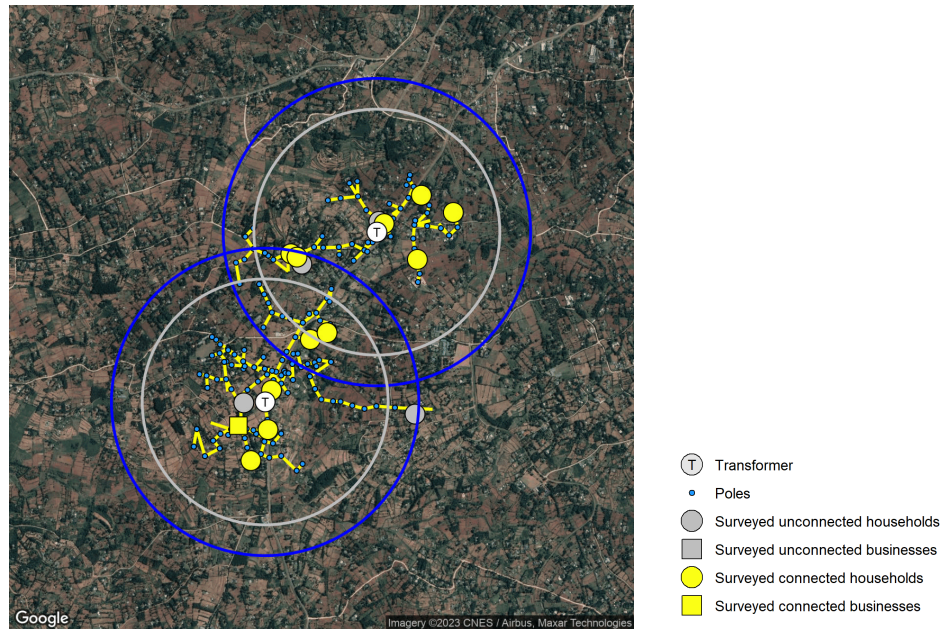 T
T
Transformer
Poles
Surveyed unconnected households
Surveyed unconnected businesses
Surveyed connected households
Surveyed connected businesses
T
Google
Imagery ©2023 CNES / Airbus, Maxar Technologies